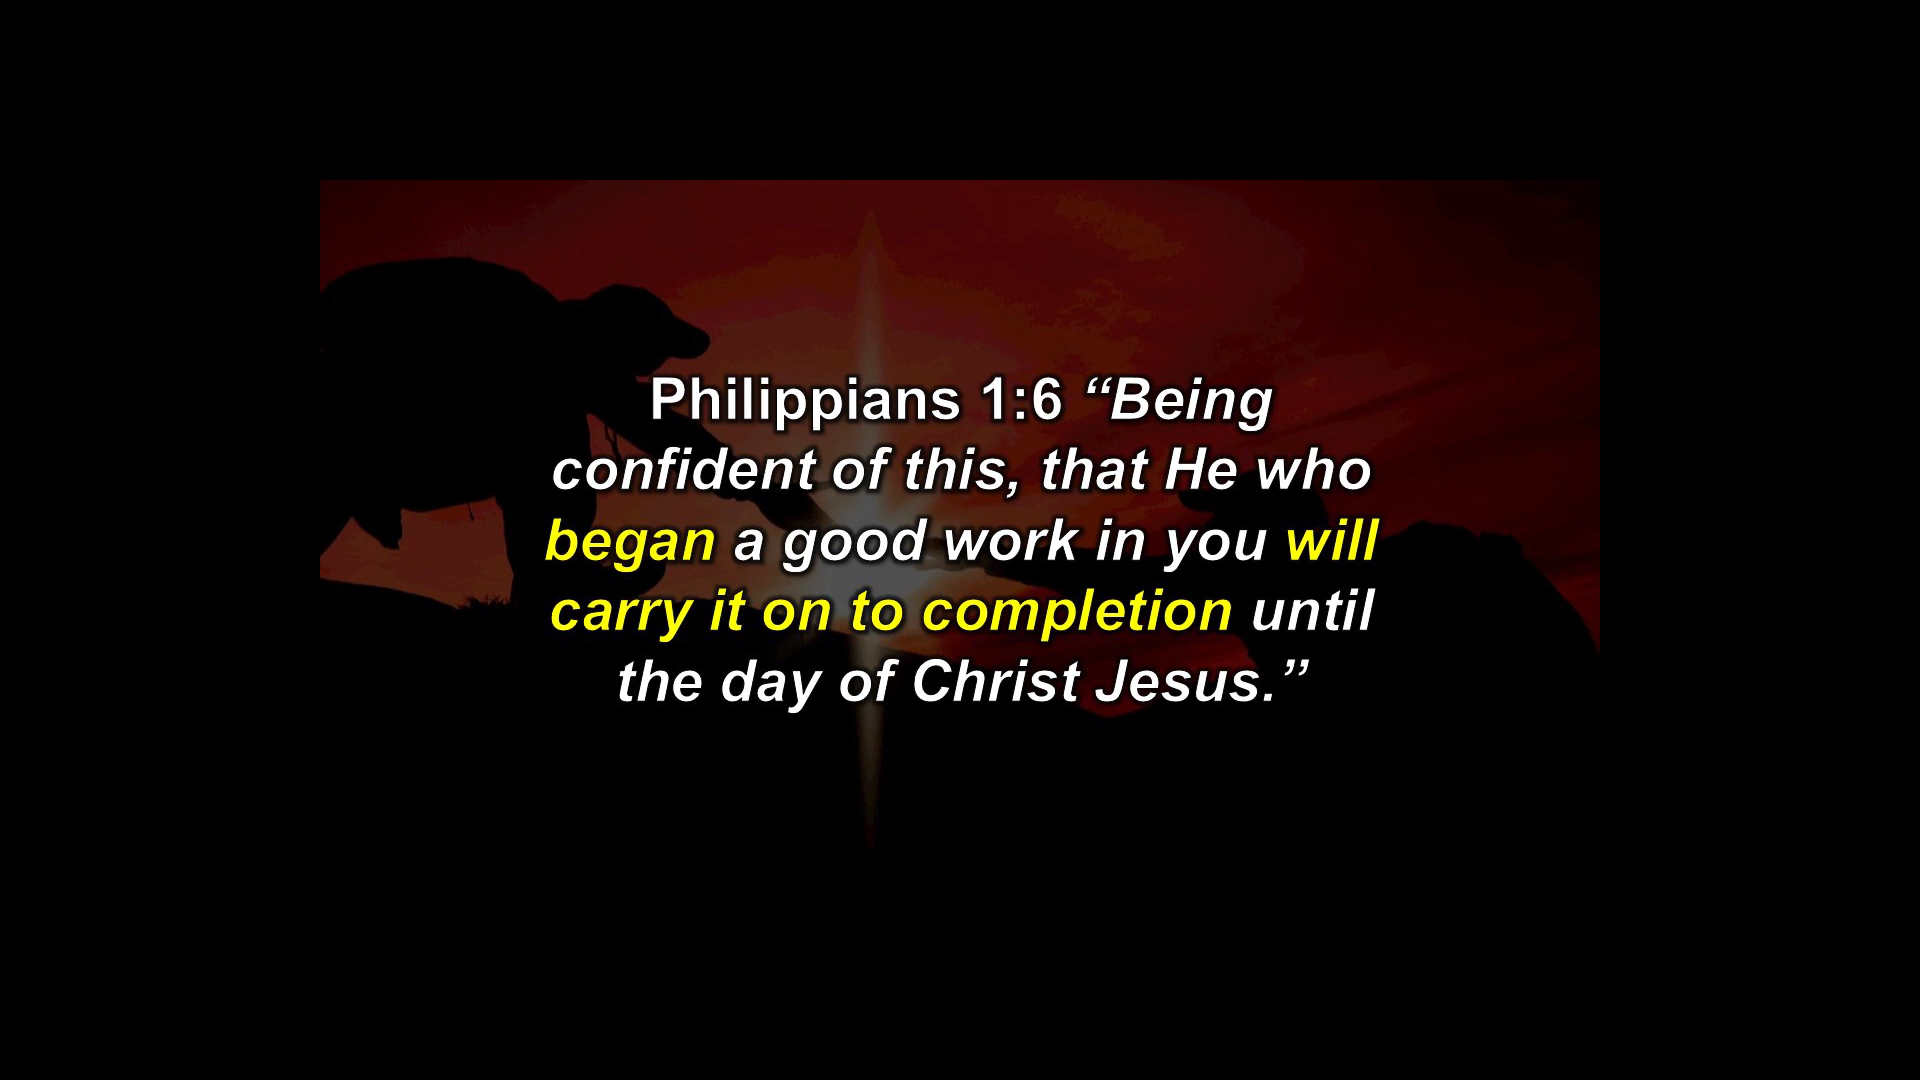 Philippians 1:6 “Being
confident of this, that He who
began a good work in you will
carry it on to completion until
the day of Christ Jesus.”